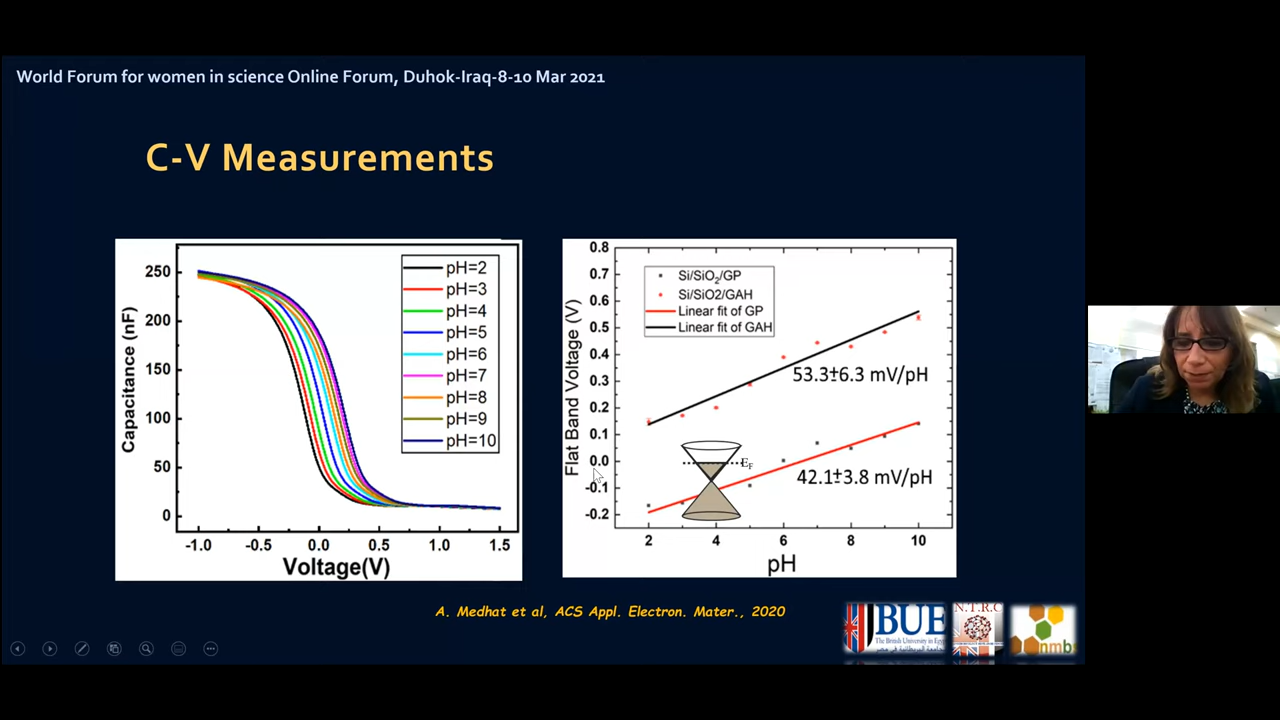 World Forum for women in science Online Forum, Duhok-Iraq-8-10 Mar 2021
C-V Measurements
Capacitance (nF)
250
200
150
100
50
0
-1.0 -0.5 0.0 0.5 1.0 1.5
Voltage(V)
pH=2
pH=3
pH=4
pH=5
pH=6
pH=7
pH=8
pH=9
pH=10
Flat Band Voltage (V)
0.8
0.7
0.6
0.5
0.4
0.3
0.2
0.1
0.0
-0.1
-0.2
2 4 6 8 10
pH
Si/SiO₂/GP
Si/SiO2/GAH
Linear fit of GP
Linear fit of GAH
53.3±6.3 mV/pH
E_F
42.1±3.8 mV/pH
A. Medhat et al, ACS Appl. Electron. Mater., 2020
BUE
The British University in Egypt
N.T.R.C
nmb